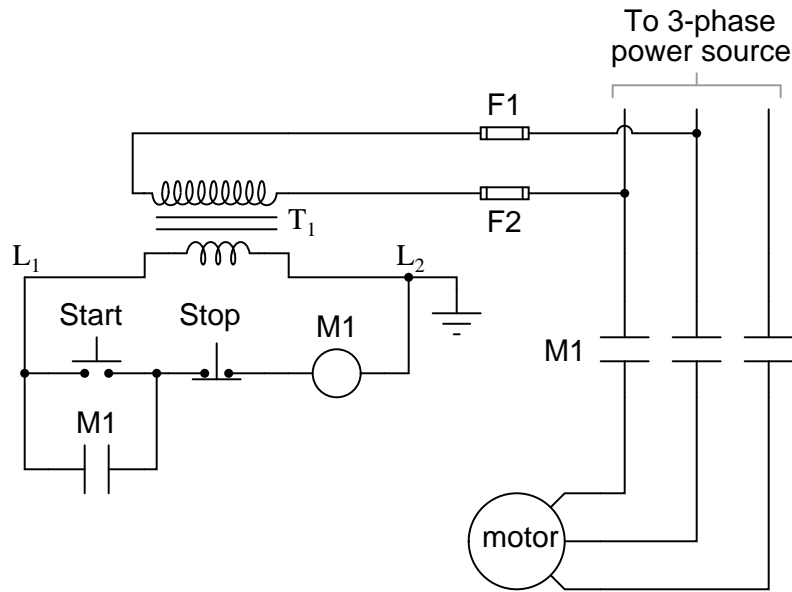 To 3-phase
power source
F1
F2
T1
L1
L2
Start
Stop
M1
M1
M1
motor